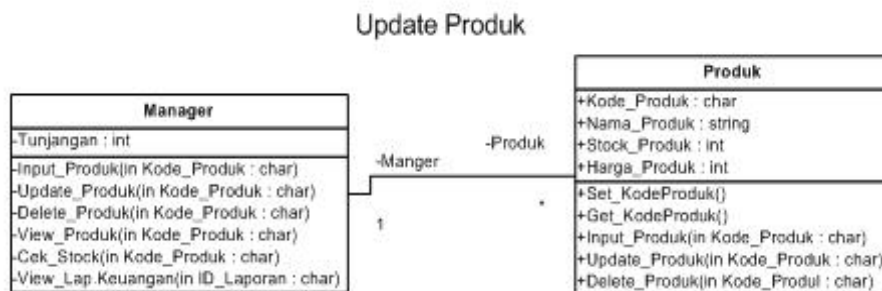 Update Produk
Manager
-Tunjangan : int
-Input_Produk(in Kode_Produk : char)
-Update_Produk(in Kode_Produk : char)
-Delete_Produk(in Kode_Produk : char)
-View_Produk(in Kode_Produk : char)
-Cek_Stock(in Kode_Produk : char)
-View_Lap.Keuangan(in ID_Laporan : char)
-Manger
1
-Produk
*
Produk
+Kode_Produk : char
+Nama_Produk : string
+Stock_Produk : int
+Harga_Produk : int
+Set_KodeProduk()
+Get_KodeProduk()
+Input_Produk(in Kode_Produk : char)
+Update_Produk(in Kode_Produk : char)
+Delete_Produk(in Kode_Produl : char)